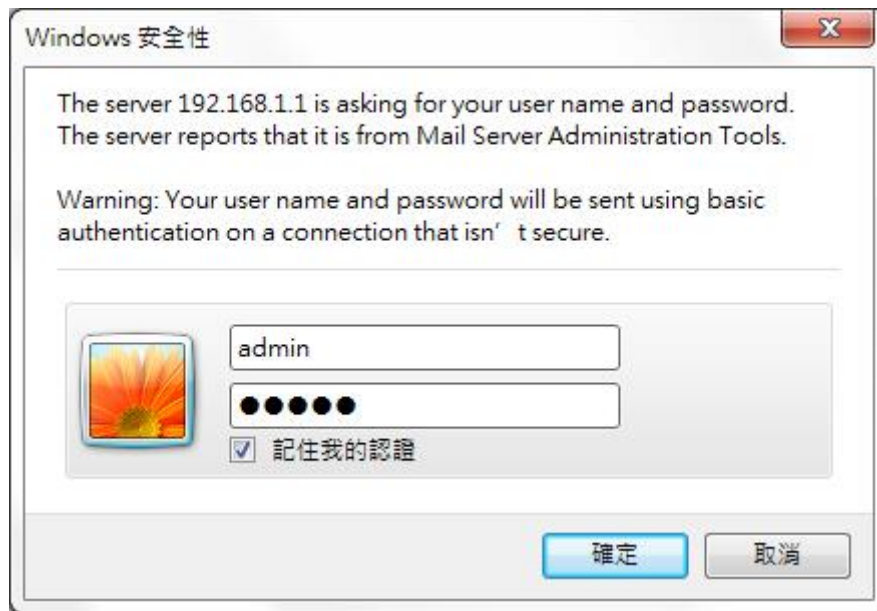 Windows 安全性
The server 192.168.1.1 is asking for your user name and password.
The server reports that it is from Mail Server Administration Tools.
Warning: Your user name and password will be sent using basic
authentication on a connection that isn’ t secure.
admin
●●●●●
記住我的認證
確定
取消